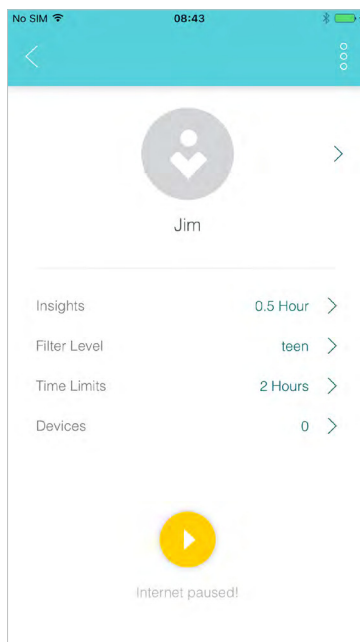 No SIM 08:43
Jim
Insights 0.5 Hour
Filter Level teen
Time Limits 2 Hours
Devices 0
Internet paused!